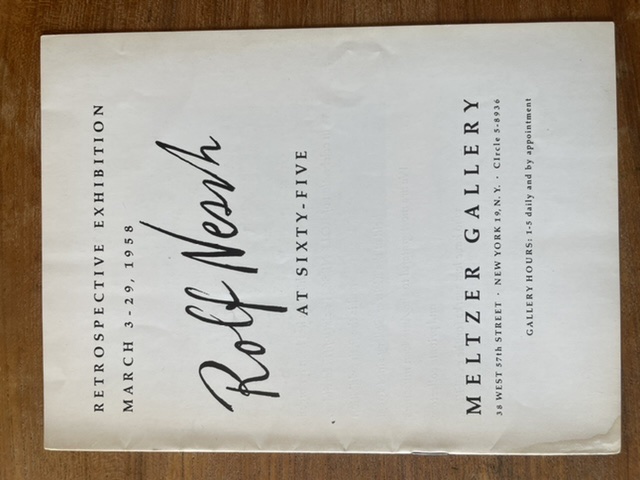 RETROSPECTIVE EXHIBITION
MARCH 3-29, 1958
Rolf Nesch
AT SIXTY-FIVE
MELTZER GALLERY
38 WEST 57th STREET · NEW YORK 19, N.Y. · CIrcle 5-8936
GALLERY HOURS: 1-5 daily and by appointment